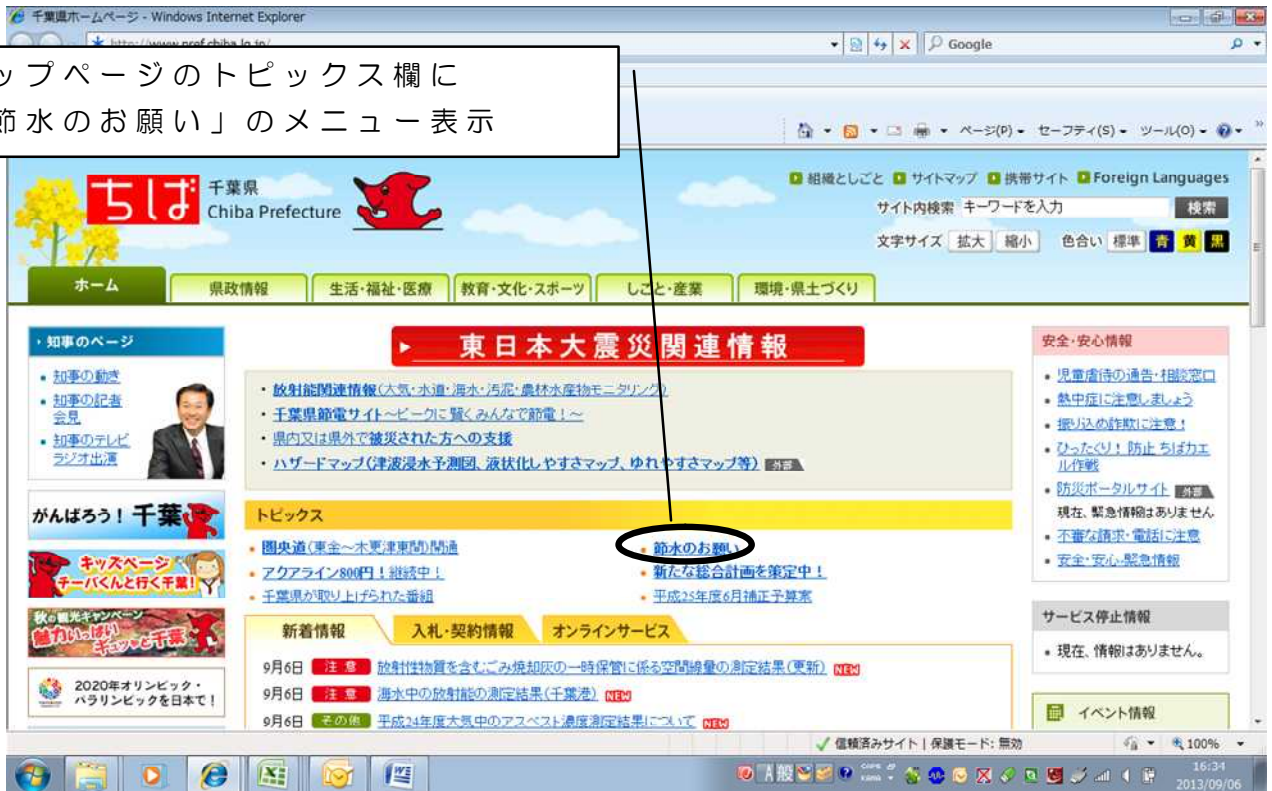 千葉県ホームページ - Windows Internet Explorer
http://www.pref.chiba.lg.jp/
Google
ップページのトピックス欄に
節水のお願い」のメニュー表示
ページ(P) セーフティ(S) ツール(O)
ちば
千葉県
Chiba Prefecture
組織としごと サイトマップ 携帯サイト Foreign Languages
サイト内検索 キーワードを入力 検索
文字サイズ 拡大 縮小 色合い 標準 青 黄 黒
ホーム 県政情報 生活・福祉・医療 教育・文化・スポーツ しごと・産業 環境・県土づくり
知事のページ
・知事の動き
・知事の記者
会見
・知事のテレビ
ラジオ出演
がんばろう!千葉
キッズページ
チーバくんと行く千葉!
秋の観光キャンペーン
魅力いっぱい
ギュッと千葉
2020年オリンピック・
パラリンピックを日本で!
東日本大震災関連情報
・放射能関連情報(大気・水道・海水・汚泥・農林水産物モニタリング)
・千葉県節電サイト~ピークに賢くみんなで節電!~
・県内又は県外で被災された方への支援
・ハザードマップ(津波浸水予測図、液状化しやすさマップ、ゆれやすさマップ等) 外部
トピックス
・圏央道(東金~木更津東間)開通
・節水のお願い
・アクアライン800円!継続中!
・新たな総合計画を策定中!
・千葉県が取り上げられた番組
・平成25年度6月補正予算案
新着情報 入札・契約情報 オンラインサービス
9月6日 注意 放射性物質を含むごみ焼却灰の一時保管に係る空間線量の測定結果(更新) NEW
9月6日 注意 海水中の放射能の測定結果(千葉港) NEW
9月6日 その他 平成24年度大気中のアスベスト濃度測定結果について NEW
安全・安心情報
・児童虐待の通告・相談窓口
・熱中症に注意しましょう
・振り込め詐欺に注意!
・ひったくり!防止 ちばカエ
ル作戦
・防災ポータルサイト 外部
現在、緊急情報はありません
・不審な請求・電話に注意
・安全・安心・緊急情報
サービス停止情報
・現在、情報はありません。
イベント情報
信頼済みサイト | 保護モード: 無効
100%
A 般
CAPS
KANA
16:34
2013/09/06